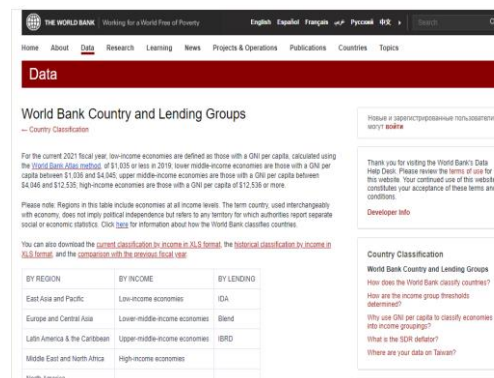 THE WORLD BANK Working for a World Free of Poverty English Español Français عربي Русский 中文 Search
Home About Data Research Learning News Projects & Operations Publications Countries Topics
Data
World Bank Country and Lending Groups
← Country Classification
For the current 2021 fiscal year, low-income economies are defined as those with a GNI per capita, calculated using
the World Bank Atlas method, of $1,035 or less in 2019; lower middle-income economies are those with a GNI per
capita between $1,036 and $4,045; upper middle-income economies are those with a GNI per capita between
$4,046 and $12,535; high-income economies are those with a GNI per capita of $12,536 or more.
Please note: Regions in this table include economies at all income levels. The term country, used interchangeably
with economy, does not imply political independence but refers to any territory for which authorities report separate
social or economic statistics. Click here for information about how the World Bank classifies countries.
You can also download the current classification by income in XLS format, the historical classification by income in
XLS format, and the comparison with the previous fiscal year.
BY REGION BY INCOME BY LENDING
East Asia and Pacific Low-income economies IDA
Europe and Central Asia Lower-middle-income economies Blend
Latin America & the Caribbean Upper-middle-income economies IBRD
Middle East and North Africa High-income economies
North America
Новые и зарегистрированные пользователи
могут войти
Thank you for visiting the World Bank's Data
Help Desk. Please review the terms of use for
this website. Your continued use of this website
constitutes your acceptance of these terms and
conditions.
Developer Info
Country Classification
World Bank Country and Lending Groups
How does the World Bank classify countries?
How are the income group thresholds
determined?
Why use GNI per capita to classify economies
into income groupings?
What is the SDR deflator?
Where are your data on Taiwan?